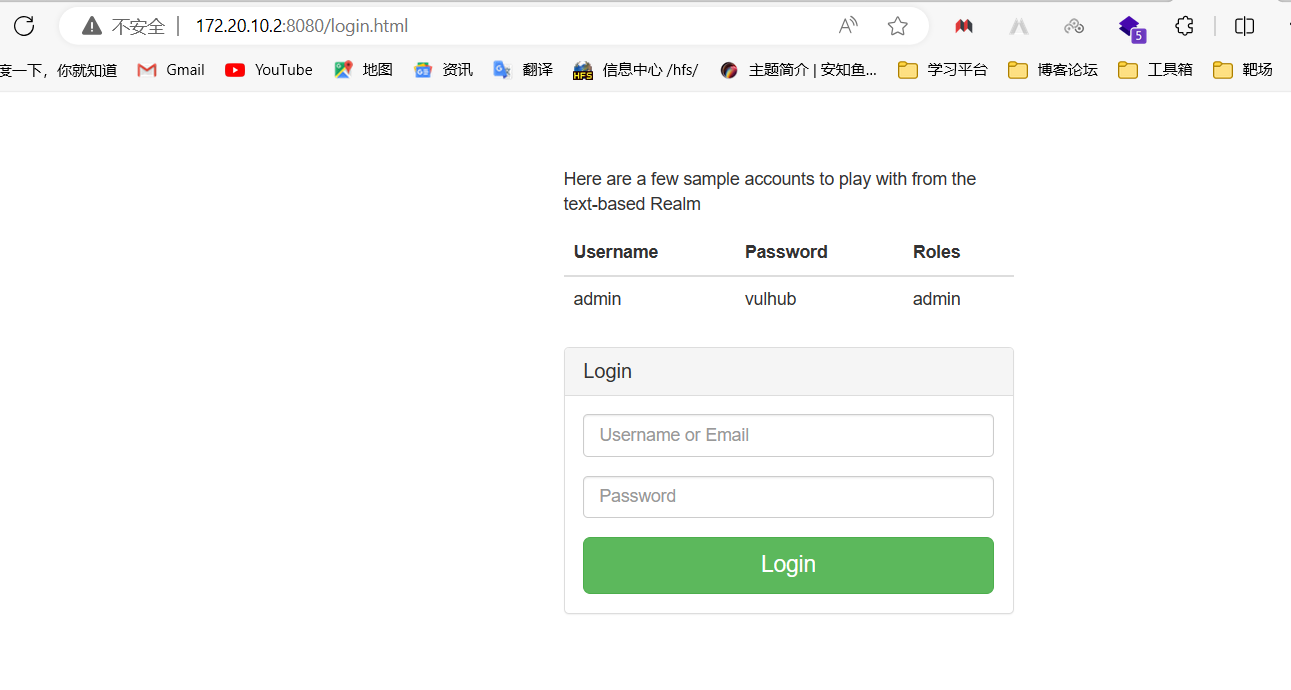 不安全 172.20.10.2:8080/login.html
5
度一下，你就知道 Gmail YouTube 地图 资讯 翻译 HFS 信息中心 /hfs/ 主题简介 | 安知鱼... 学习平台 博客论坛 工具箱 靶场
Here are a few sample accounts to play with from the
text-based Realm
Username Password Roles
admin vulhub admin
Login
Username or Email
Password
Login